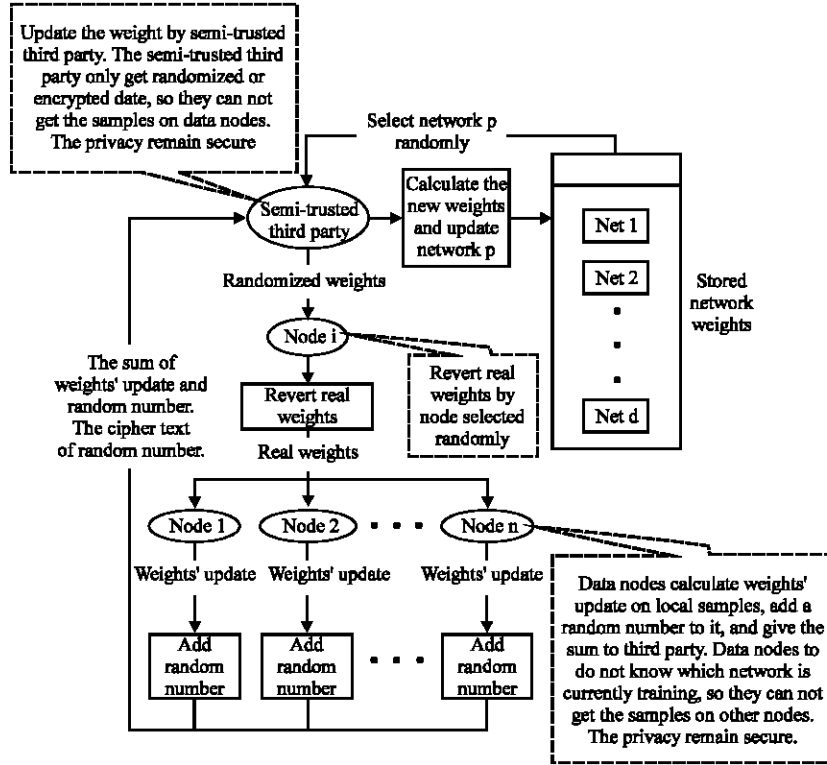 Update the weight by semi-trusted
third party. The semi-trusted third
party only get randomized or
encrypted date, so they can not
get the samples on data nodes.
The privacy remain secure
Select network p
randomly
Semi-trusted
third party
Calculate the
new weights
and update
network p
Net 1
Net 2
Net d
Stored
network
weights
Randomized weights
Node i
Revert real
weights
Revert real
weights by
node selected
randomly
The sum of
weights' update and
random number.
The cipher text
of random number.
Real weights
Node 1
Node 2
Node n
Weights' update
Weights' update
Weights' update
Add
random
number
Add
random
number
Add
random
number
Data nodes calculate weights'
update on local samples, add a
random number to it, and give the
sum to third party. Data nodes to
do not know which network is
currently training, so they can not
get the samples on other nodes.
The privacy remain secure.